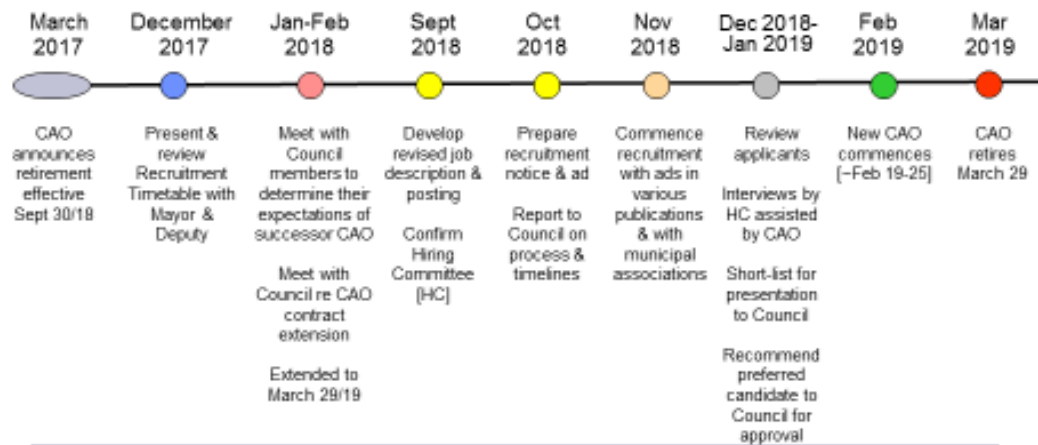 March
2017
December
2017
Jan-Feb
2018
Sept
2018
Oct
2018
Nov
2018
Dec 2018-
Jan 2019
Feb
2019
Mar
2019
CAO
announces
retirement
effective
Sept 30/18
Present &
review
Recruitment
Timetable with
Mayor &
Deputy
Meet with
Council
members to
determine their
expectations of
successor CAO
Meet with
Council re CAO
contract
extension
Extended to
March 29/19
Develop
revised job
description &
posting
Confirm
Hiring
Committee
[HC]
Prepare
recruitment
notice & ad
Report to
Council on
process &
timelines
Commence
recruitment
with ads in
various
publications
& with
municipal
associations
Review
applicants
Interviews by
HC assisted
by CAO
Short-list for
presentation
to Council
Recommend
preferred
candidate to
Council for
approval
New CAO
commences
[~Feb 19-25]
CAO
retires
March 29